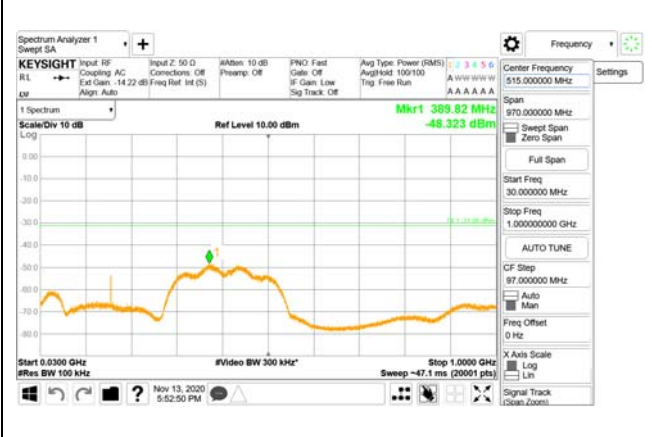 Spectrum Analyzer 1
Swept SA
Frequency
KEYSIGHT
RL
Input: RF
Coupling: AC
Ext Gain: -14.22 dB
Align: Auto
Input Z: 50 Ω
Corrections: Off
Freq Ref: Int (S)
#Atten: 10 dB
Preamp: Off
PNO: Fast
Gate: Off
IF Gain: Low
Sig Track: Off
Avg Type: Power (RMS)
Avg|Hold: 100/100
Trig: Free Run
1 2 3 4 5 6
A W W W W W
A A A A A A
1 Spectrum
Scale/Div 10 dB
Log
Ref Level 10.00 dBm
Mkr1 389.82 MHz
-48.323 dBm
0.00
-10.0
-20.0
-30.0
-40.0
-50.0
-60.0
-70.0
-80.0
1
Start 0.0300 GHz
#Res BW 100 kHz
#Video BW 300 kHz*
Stop 1.0000 GHz
Sweep ~47.1 ms (20001 pts)
Nov 13, 2020
5:52:50 PM
Center Frequency
515.000000 MHz
Settings
Span
970.000000 MHz
Swept Span
Zero Span
Full Span
Start Freq
30.000000 MHz
Stop Freq
1.000000000 GHz
AUTO TUNE
CF Step
97.000000 MHz
Auto
Man
Freq Offset
0 Hz
X Axis Scale
Log
Lin
Signal Track
(Span Zoom)